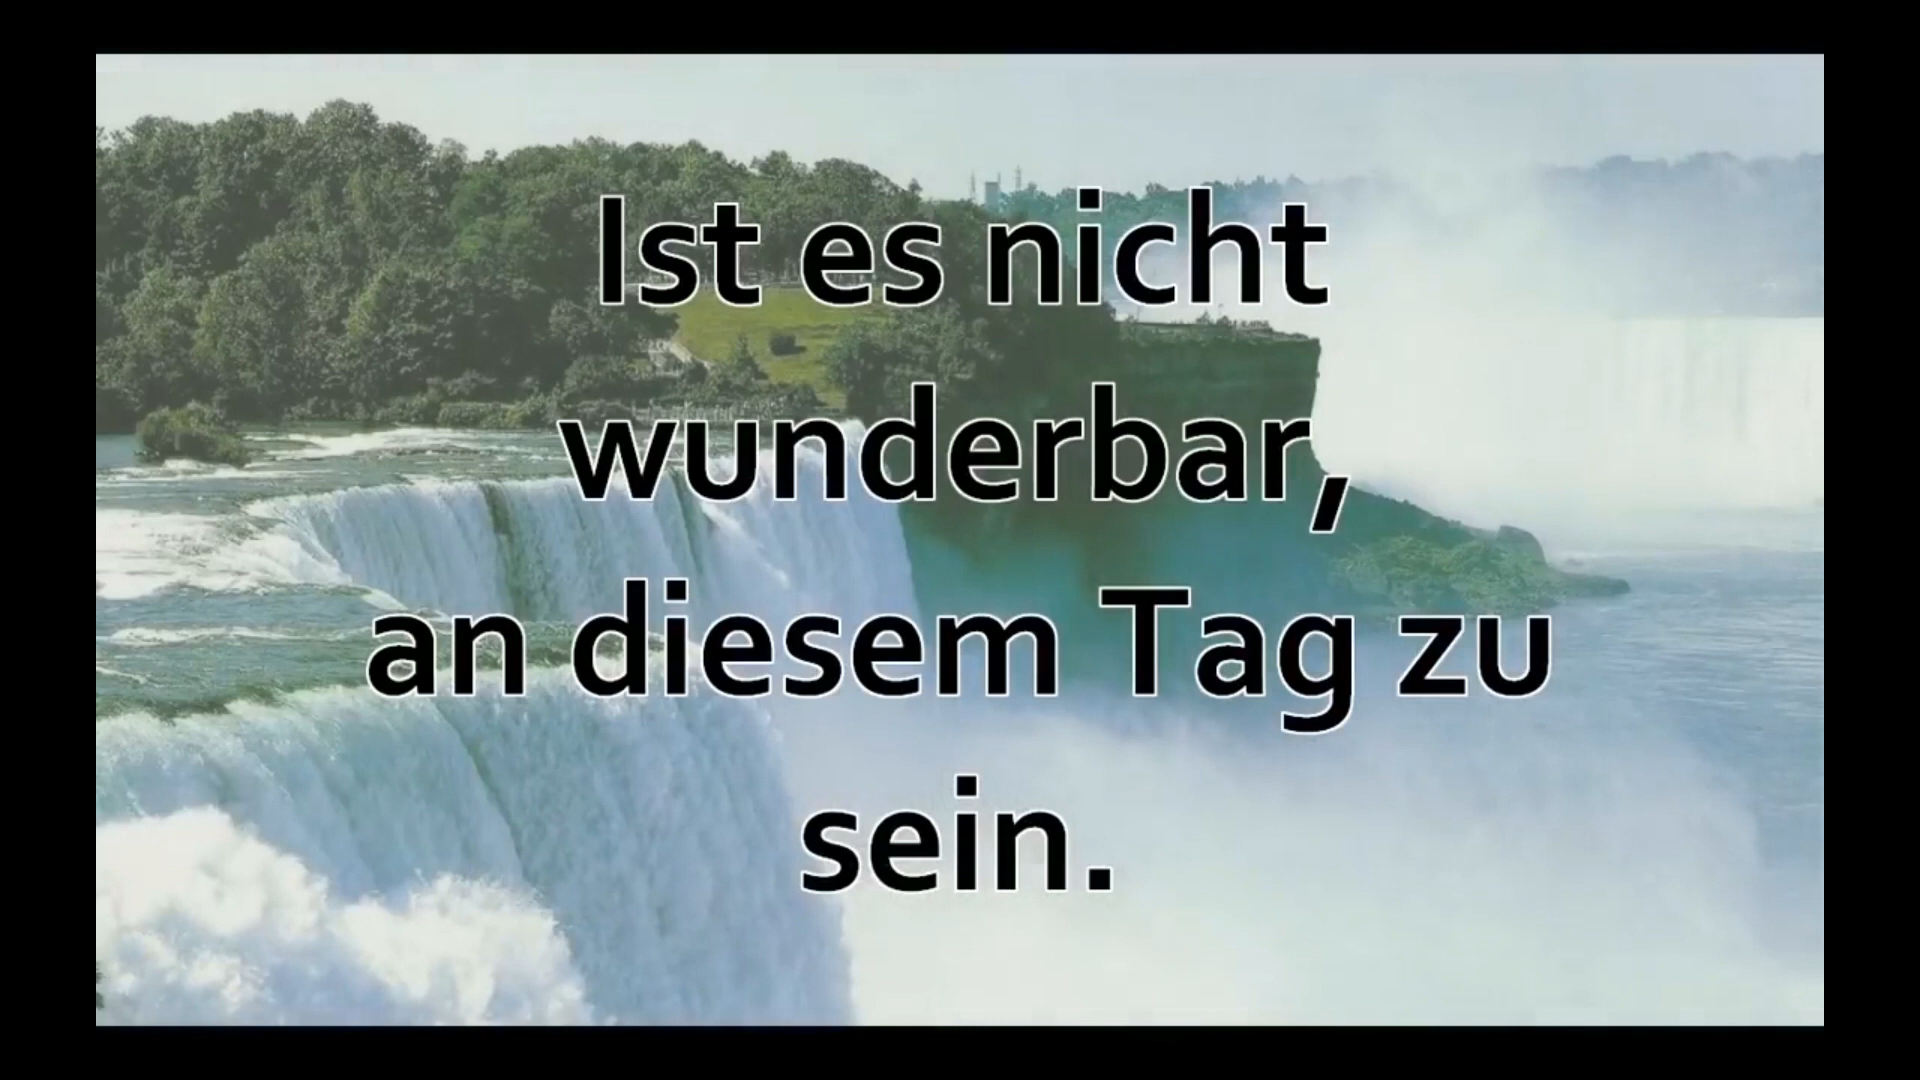 Ist es nicht
wunderbar,
an diesem Tag zu
sein.